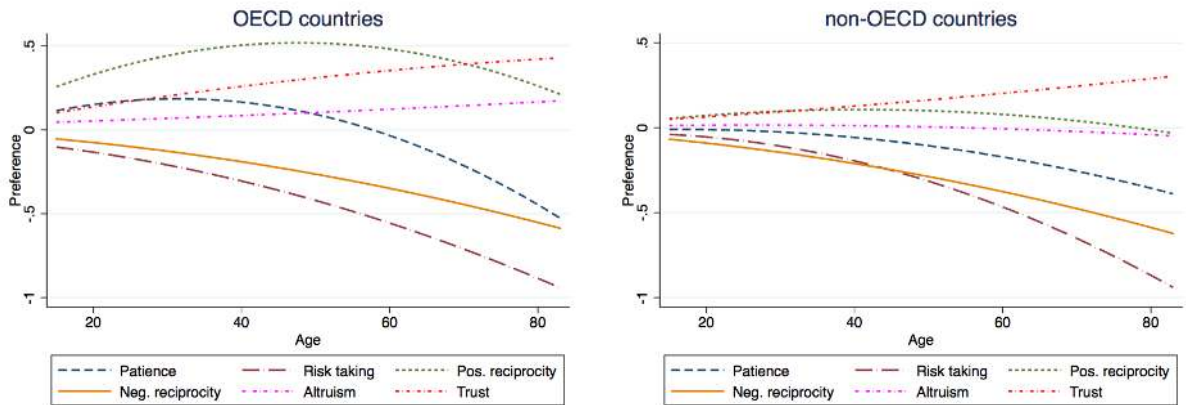 OECD countries
.5
0
-.5
-1
Preference
20 40 60 80
Age
Patience Risk taking Pos. reciprocity
Neg. reciprocity Altruism Trust
non-OECD countries
.5
0
-.5
-1
Preference
20 40 60 80
Age
Patience Risk taking Pos. reciprocity
Neg. reciprocity Altruism Trust